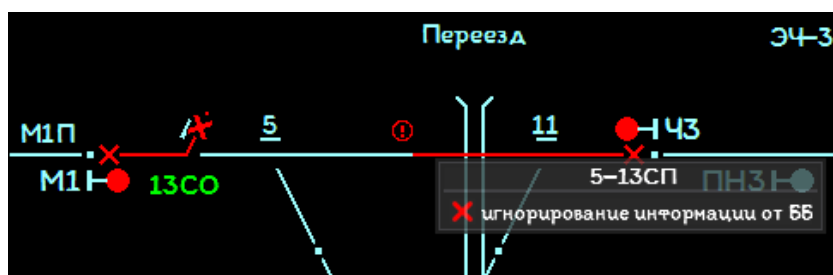 Переезд
ЭЧ-3
М1П
5
11
Ч3
М1
13СО
5-13СП
ПН3
игнорирование информации от ББ